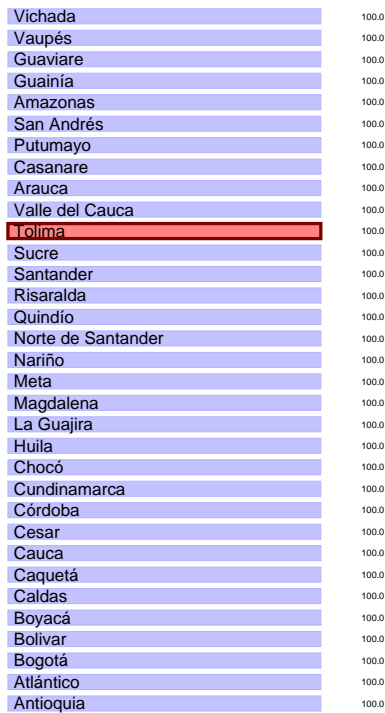 Vichada 100.0
Vaupés 100.0
Guaviare 100.0
Guainía 100.0
Amazonas 100.0
San Andrés 100.0
Putumayo 100.0
Casanare 100.0
Arauca 100.0
Valle del Cauca 100.0
Tolima 100.0
Sucre 100.0
Santander 100.0
Risaralda 100.0
Quindío 100.0
Norte de Santander 100.0
Nariño 100.0
Meta 100.0
Magdalena 100.0
La Guajira 100.0
Huila 100.0
Chocó 100.0
Cundinamarca 100.0
Córdoba 100.0
Cesar 100.0
Cauca 100.0
Caquetá 100.0
Caldas 100.0
Boyacá 100.0
Bolivar 100.0
Bogotá 100.0
Atlántico 100.0
Antioquia 100.0